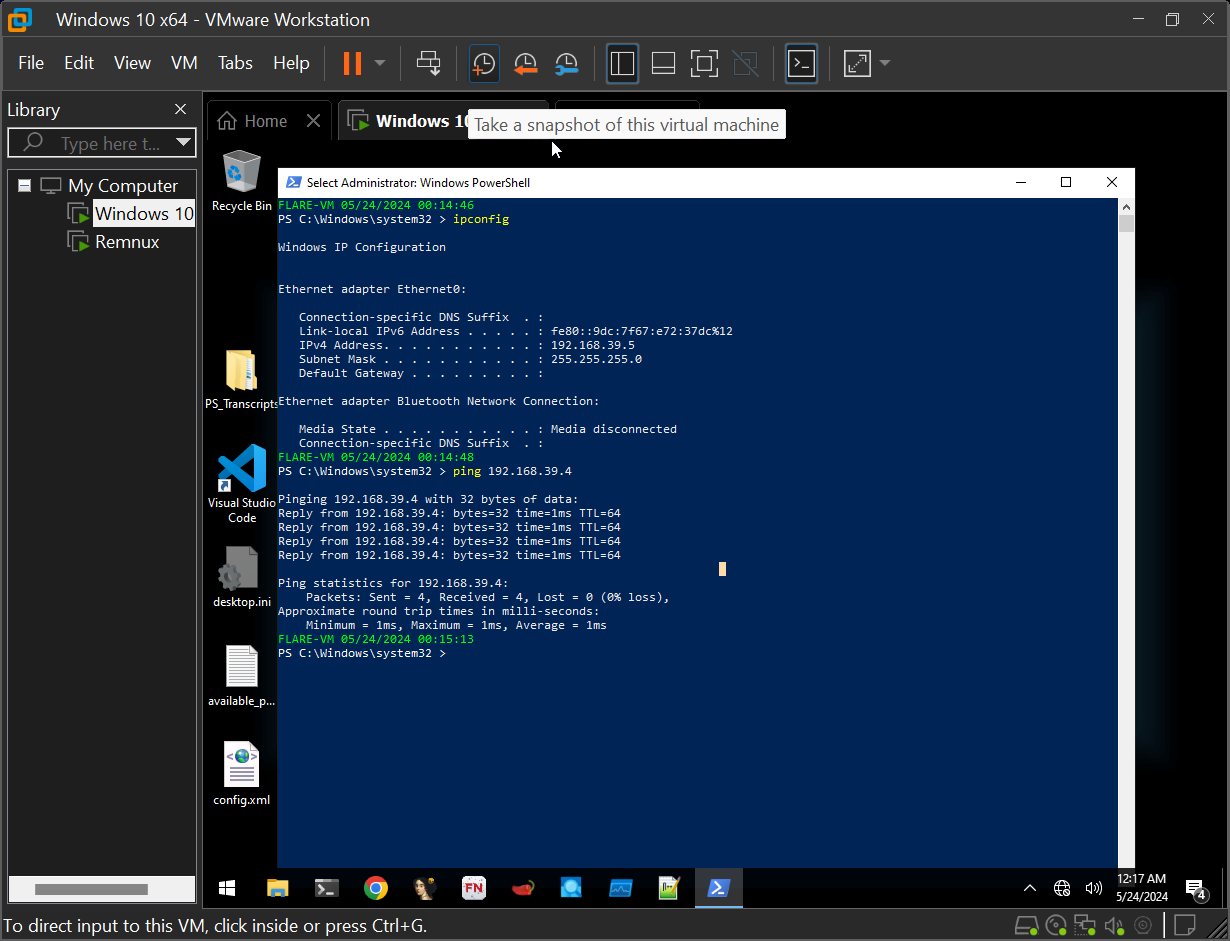 Windows 10 x64 - VMware Workstation
File Edit View VM Tabs Help
Library
Type here t...
My Computer
Windows 10
Remnux
Home
Windows 10
Take a snapshot of this virtual machine
Recycle Bin
PS_Transcripts
Visual Studio
Code
desktop.ini
available_p...
config.xml
Select Administrator: Windows PowerShell
FLARE-VM 05/24/2024 00:14:46
PS C:\Windows\system32 > ipconfig
Windows IP Configuration
Ethernet adapter Ethernet0:
Connection-specific DNS Suffix . :
Link-local IPv6 Address . . . . . : fe80::9dc:7f67:e72:37dc%12
IPv4 Address. . . . . . . . . . . : 192.168.39.5
Subnet Mask . . . . . . . . . . . : 255.255.255.0
Default Gateway . . . . . . . . . :
Ethernet adapter Bluetooth Network Connection:
Media State . . . . . . . . . . . : Media disconnected
Connection-specific DNS Suffix . :
FLARE-VM 05/24/2024 00:14:48
PS C:\Windows\system32 > ping 192.168.39.4
Pinging 192.168.39.4 with 32 bytes of data:
Reply from 192.168.39.4: bytes=32 time=1ms TTL=64
Reply from 192.168.39.4: bytes=32 time=1ms TTL=64
Reply from 192.168.39.4: bytes=32 time=1ms TTL=64
Reply from 192.168.39.4: bytes=32 time=1ms TTL=64
Ping statistics for 192.168.39.4:
Packets: Sent = 4, Received = 4, Lost = 0 (0% loss),
Approximate round trip times in milli-seconds:
Minimum = 1ms, Maximum = 1ms, Average = 1ms
FLARE-VM 05/24/2024 00:15:13
PS C:\Windows\system32 >
FN
12:17 AM
5/24/2024
4
To direct input to this VM, click inside or press Ctrl+G.